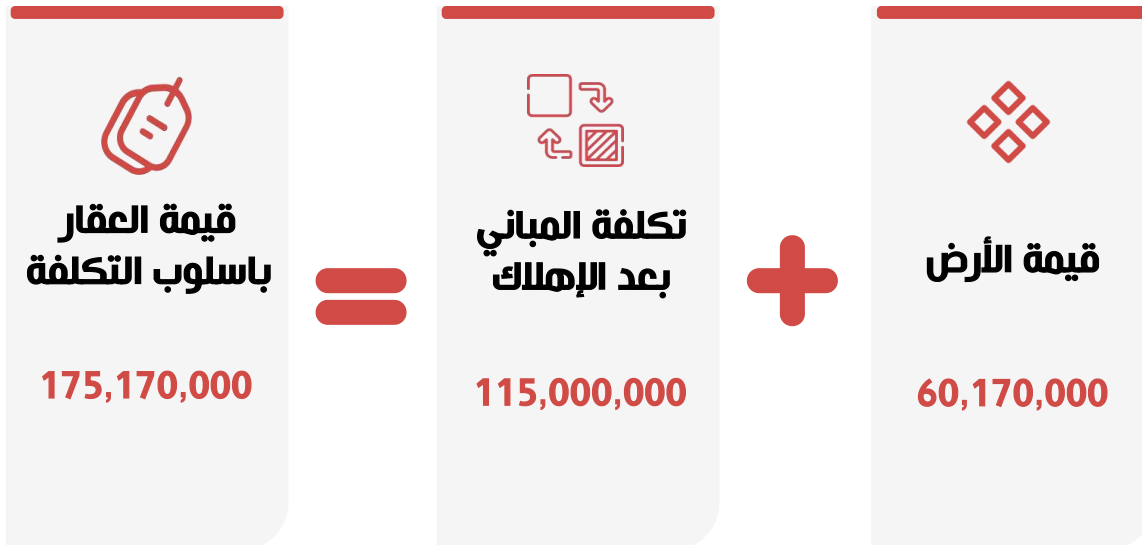 قيمة الأرض
60,170,000
+
تكلفة المباني
بعد الإهلاك
115,000,000
=
قيمة العقار
باسلوب التكلفة
175,170,000